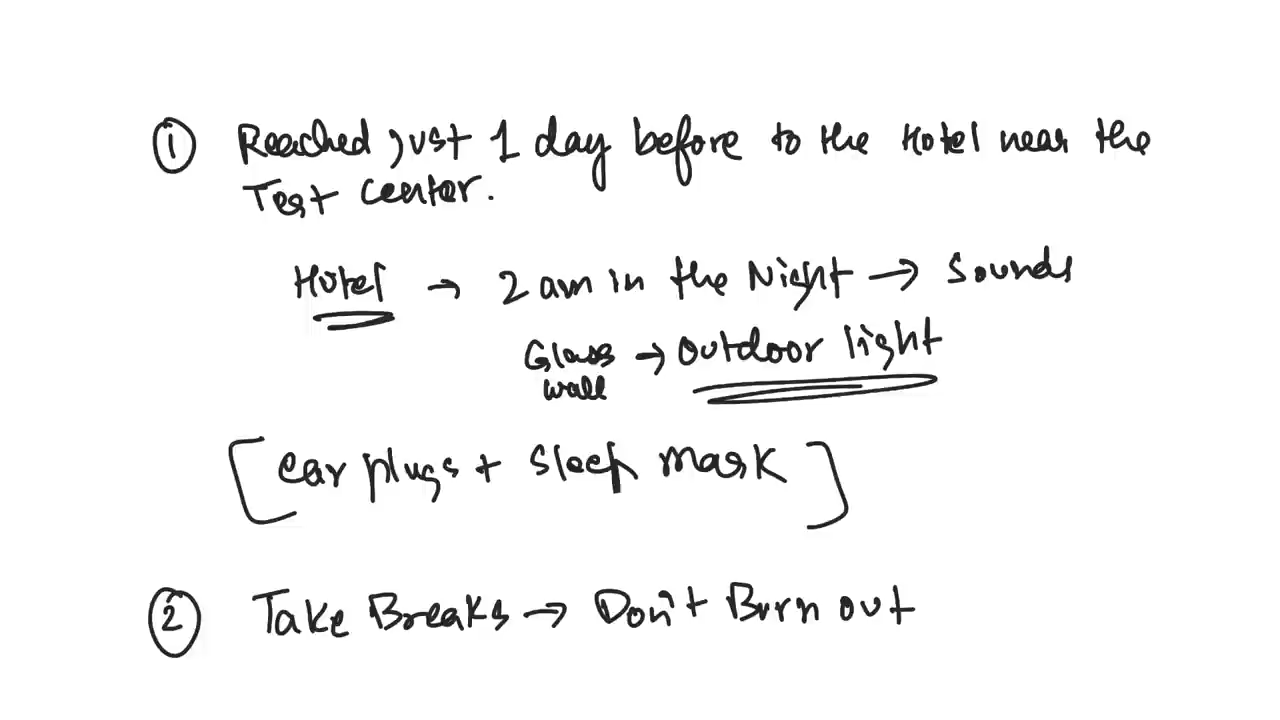 ① Reached just 1 day before to the Hotel near the
Test center.
Hotel → 2 am in the Night → sounds
Glass wall → outdoor light
[ear plugs + sleep mask]
② Take Breaks → Don't Burn out